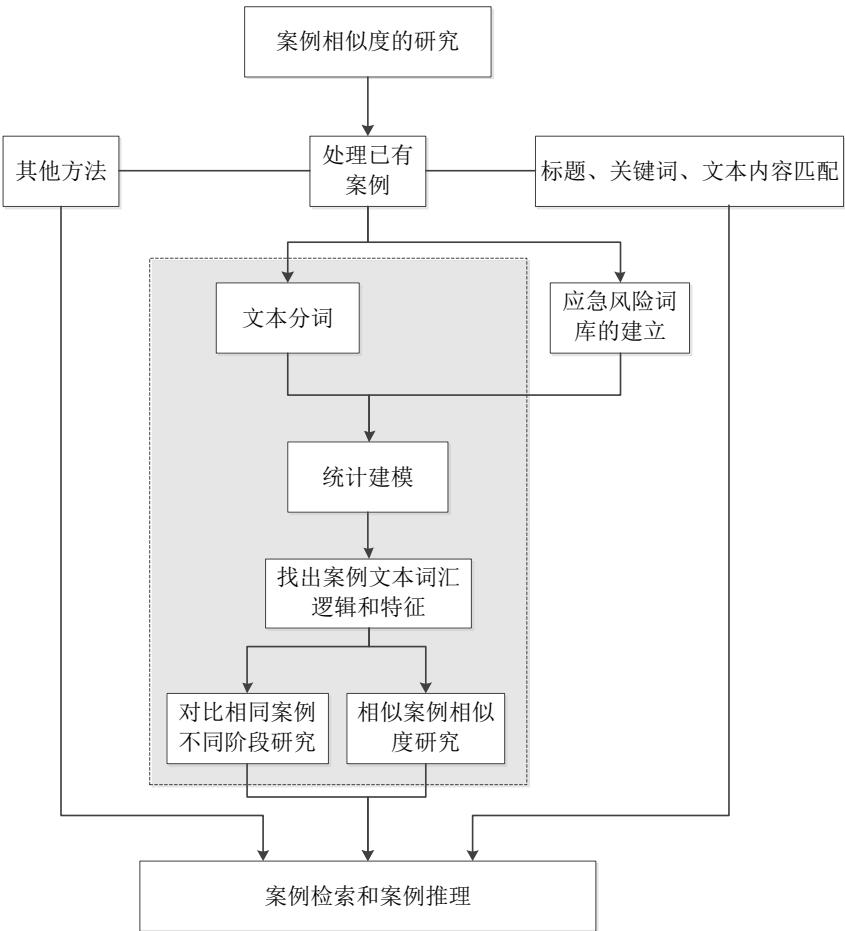 案例相似度的研究
其他方法
处理已有
案例
标题、关键词、文本内容匹配
文本分词
应急风险词
库的建立
统计建模
找出案例文本词汇
逻辑和特征
对比相同案例
不同阶段研究
相似案例相似
度研究
案例检索和案例推理